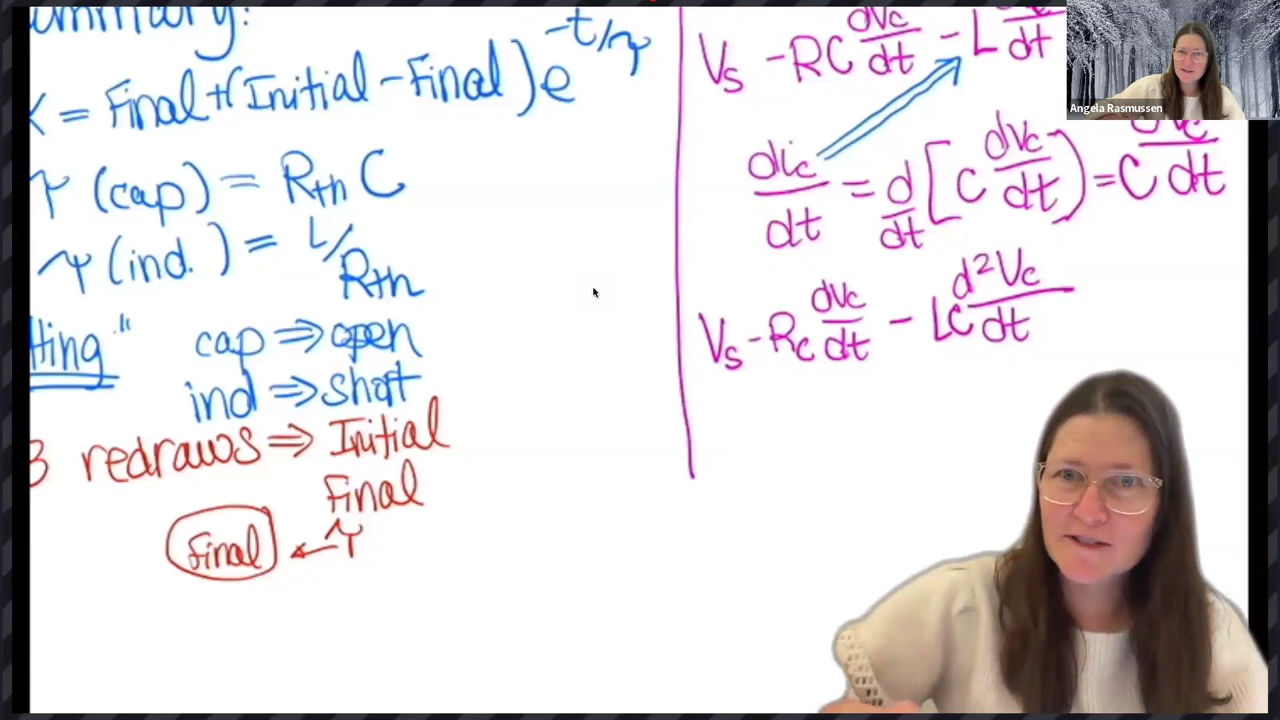 ummary:
X = Final + (Initial - Final) e^-t/τ
τ (cap) = Rth C
τ (ind.) = L/Rth
cap ⇒ open
ind ⇒ short
3 redraws ⇒ Initial
Final
Final ← τ
Vs - RC dvc/dt - L
dt
dic/dt = d/dt [C dvc/dt] = C
dt
Vs - Rc dvc/dt - LC d²Vc/dt
Angela Rasmussen